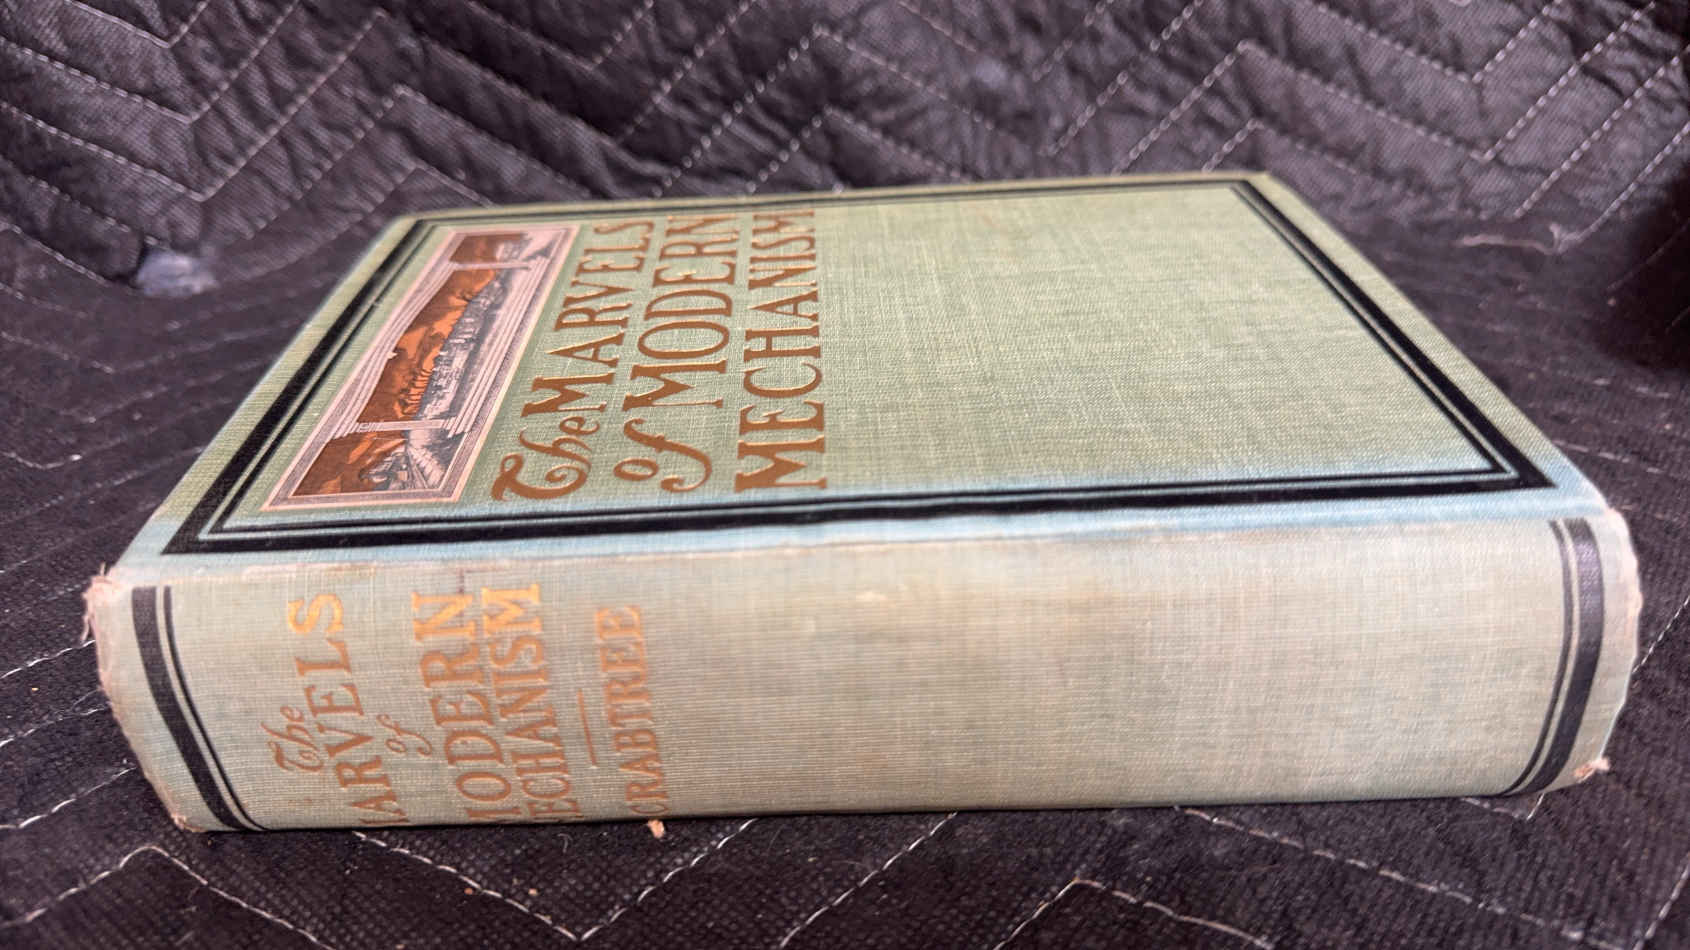 The MARVELS
of MODERN
MECHANISM
The
MARVELS
of
MODERN
MECHANISM
CRABTREE